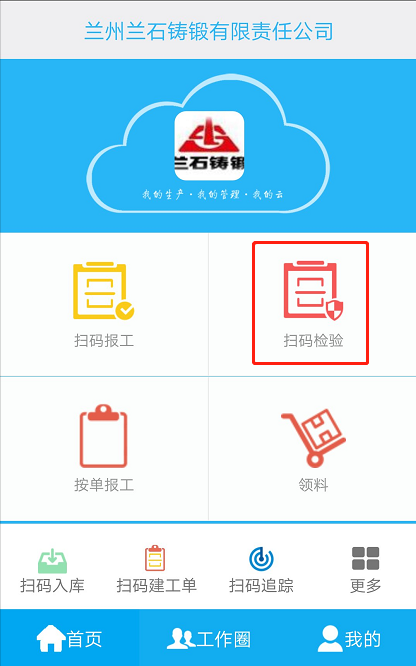 兰州兰石铸锻有限责任公司
兰石铸锻
我的生产·我的管理·我的云
扫码报工 扫码检验
按单报工 领料
扫码入库 扫码建工单 扫码追踪 更多
首页 工作圈 我的